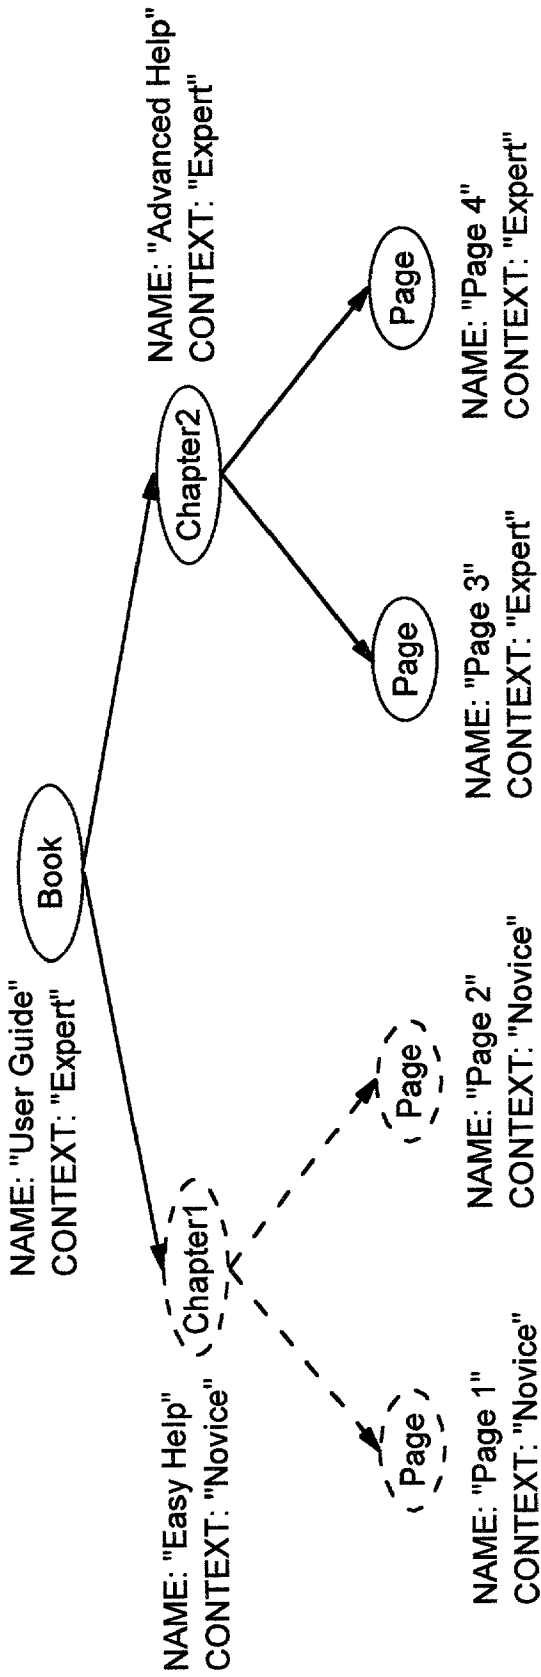 NAME: "User Guide"
CONTEXT: "Expert"
Book
NAME: "Easy Help"
CONTEXT: "Novice"
Chapter1
Chapter2
NAME: "Advanced Help"
CONTEXT: "Expert"
Page
NAME: "Page 1"
CONTEXT: "Novice"
Page
NAME: "Page 2"
CONTEXT: "Novice"
Page
NAME: "Page 3"
CONTEXT: "Expert"
Page
NAME: "Page 4"
CONTEXT: "Expert"